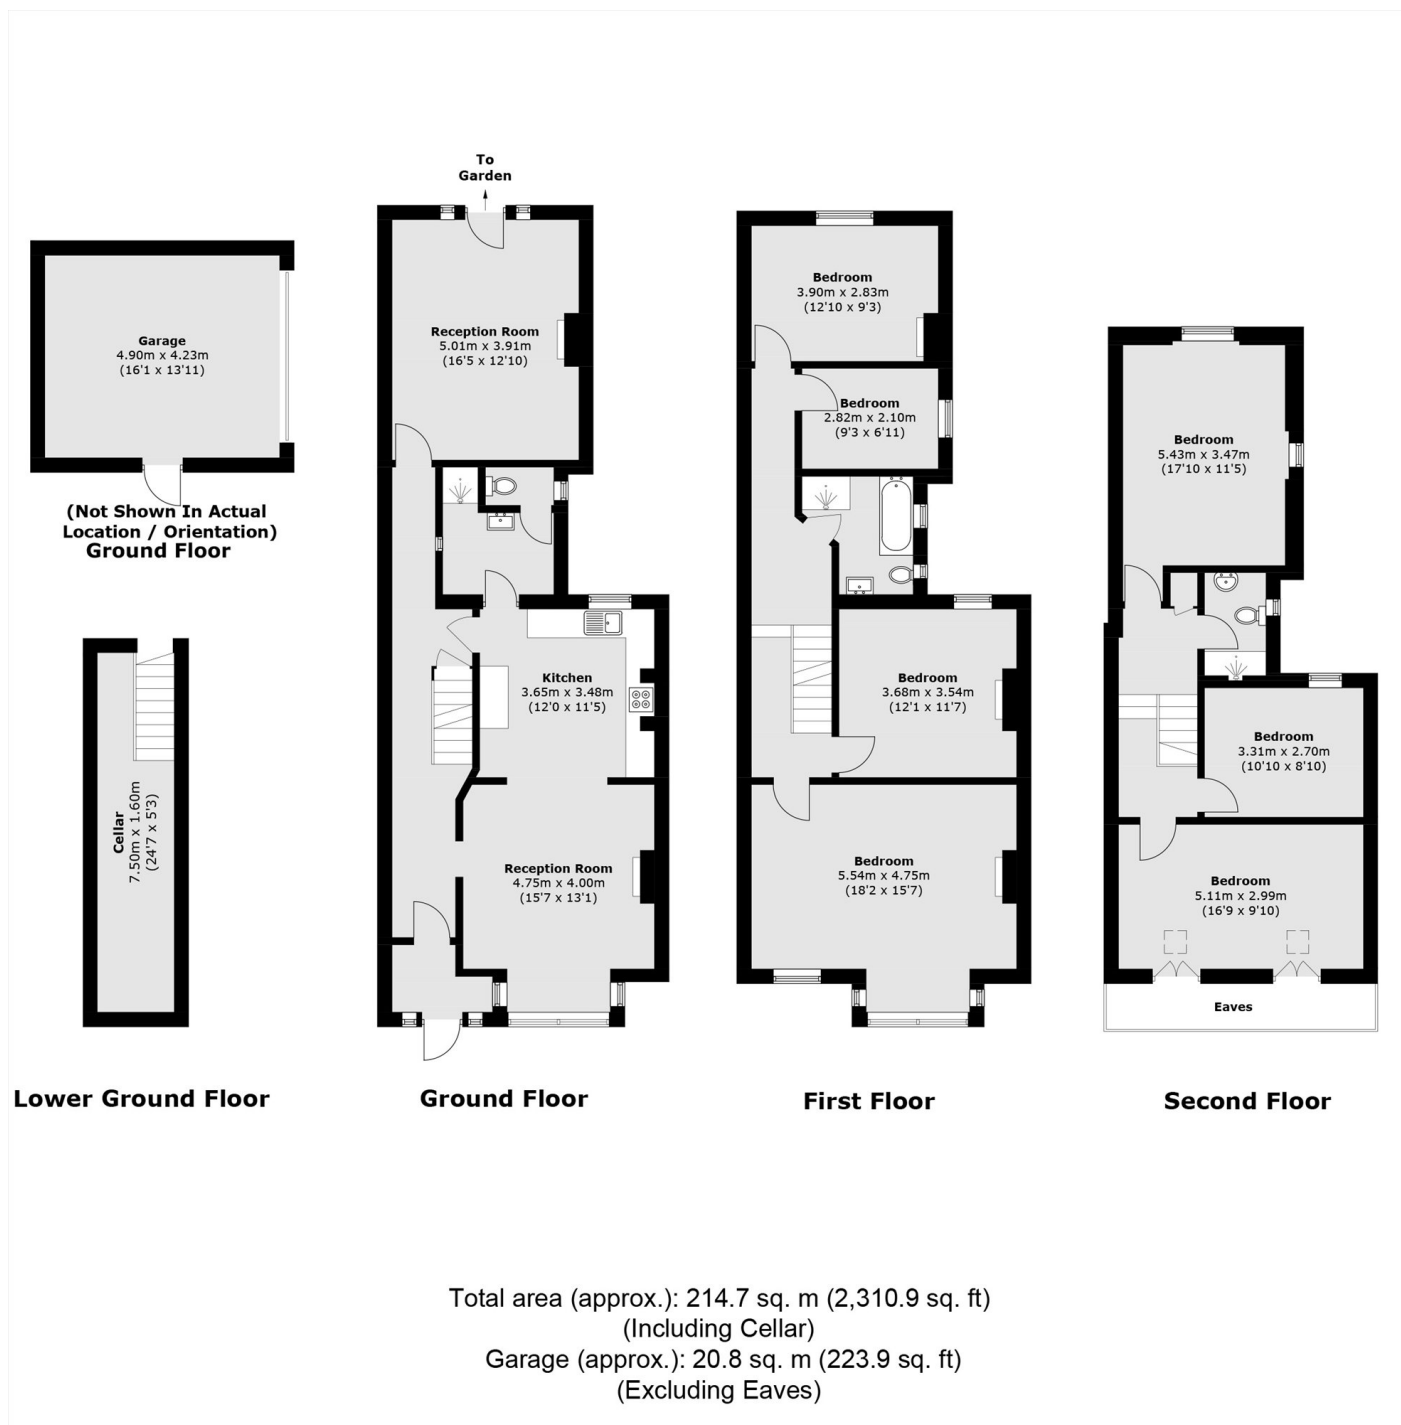 To
Garden
Garage
4.90m x 4.23m
(16'1 x 13'11)
(Not Shown In Actual
Location / Orientation)
Ground Floor
Cellar
7.50m x 1.60m
(24'7 x 5'3)
Lower Ground Floor
Reception Room
5.01m x 3.91m
(16'5 x 12'10)
Kitchen
3.65m x 3.48m
(12'0 x 11'5)
Reception Room
4.75m x 4.00m
(15'7 x 13'1)
Ground Floor
Bedroom
3.90m x 2.83m
(12'10 x 9'3)
Bedroom
2.82m x 2.10m
(9'3 x 6'11)
Bedroom
3.68m x 3.54m
(12'1 x 11'7)
Bedroom
5.54m x 4.75m
(18'2 x 15'7)
First Floor
Bedroom
5.43m x 3.47m
(17'10 x 11'5)
Bedroom
3.31m x 2.70m
(10'10 x 8'10)
Bedroom
5.11m x 2.99m
(16'9 x 9'10)
Eaves
Second Floor
Total area (approx.): 214.7 sq. m (2,310.9 sq. ft)
(Including Cellar)
Garage (approx.): 20.8 sq. m (223.9 sq. ft)
(Excluding Eaves)